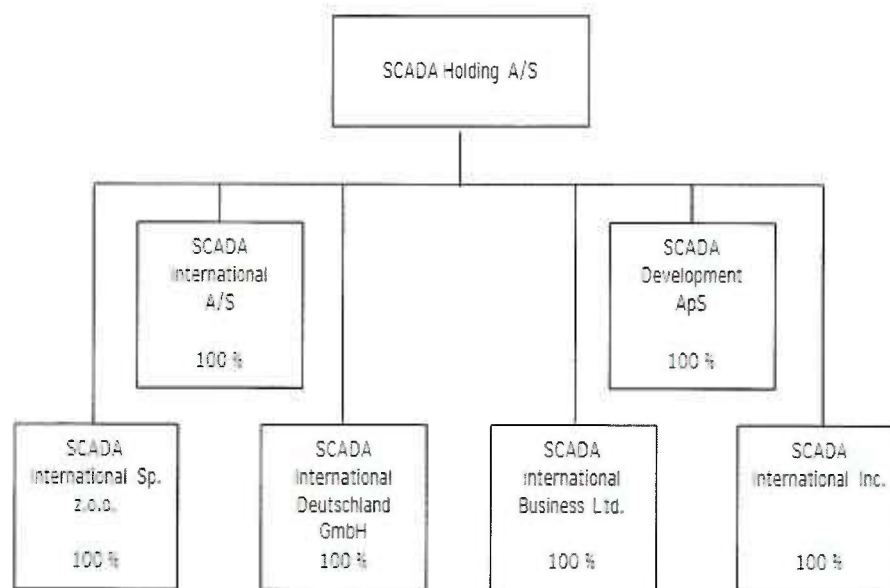 SCADA Holding A/S
SCADA
International
A/S
100 %
SCADA
Development
ApS
100 %
SCADA
International Sp.
z.o.o.
100 %
SCADA
International
Deutschland
GmbH
100 %
SCADA
International
Business Ltd.
100 %
SCADA
International Inc.
100 %